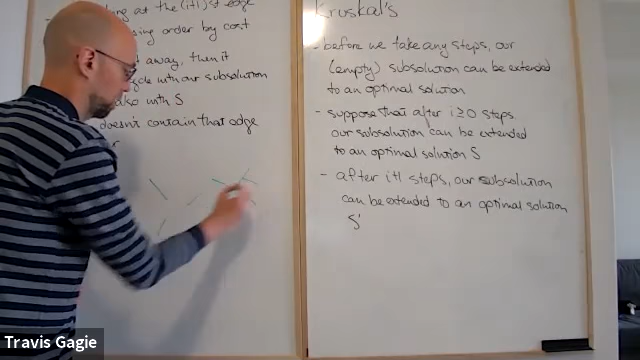 looking at the (i+1)st edge
sing order by cost
away, then it
cycle with our subsolution
also with S
doesn't contain that edge
Kruskal's
- before we take any steps, our
(empty) subsolution can be extended
to an optimal solution
- suppose that after i ≥ 0 steps
our subsolution can be extended
to an optimal solution S
- after i+1 steps, our subsolution
can be extended to an optimal solution
S'
Travis Gagie